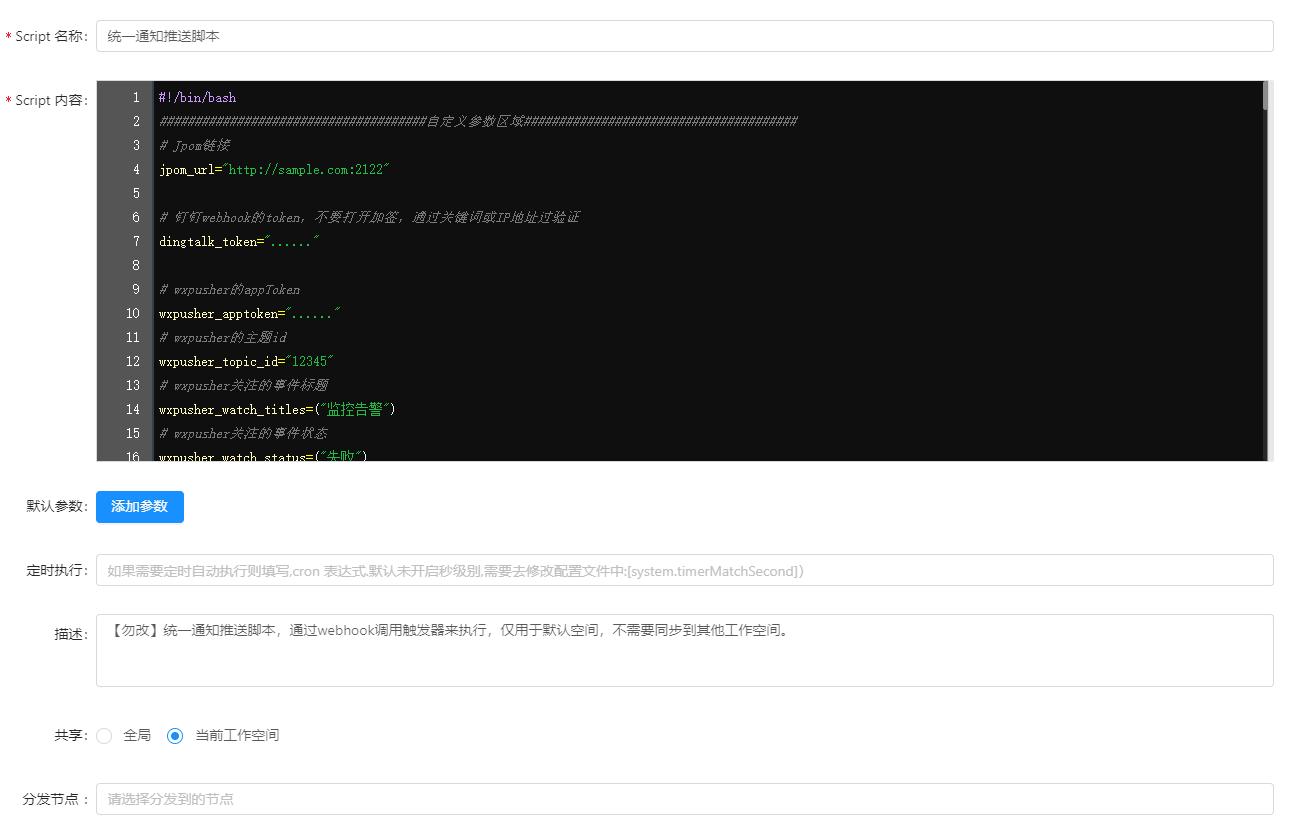 * Script 名称: 统一通知推送脚本
* Script 内容:
1 #!/bin/bash
2 ######################################自定义参数区域#######################################
3 # Jpom链接
4 jpom_url="http://sample.com:2122"
5
6 # 钉钉webhook的token，不要打开加签，通过关键词或IP地址过验证
7 dingtalk_token="......"
8
9 # wxpusher的appToken
10 wxpusher_apptoken="......"
11 # wxpusher的主题id
12 wxpusher_topic_id="12345"
13 # wxpusher关注的事件标题
14 wxpusher_watch_titles=("监控告警")
15 # wxpusher关注的事件状态
16 wxpusher_watch_status=("失败")
默认参数: 添加参数
定时执行: 如果需要定时自动执行则填写,cron 表达式.默认未开启秒级别,需要去修改配置文件中:[system.timerMatchSecond]）
描述: 【勿改】统一通知推送脚本，通过webhook调用触发器来执行，仅用于默认空间，不需要同步到其他工作空间。
共享: 全局 当前工作空间
分发节点 : 请选择分发到的节点